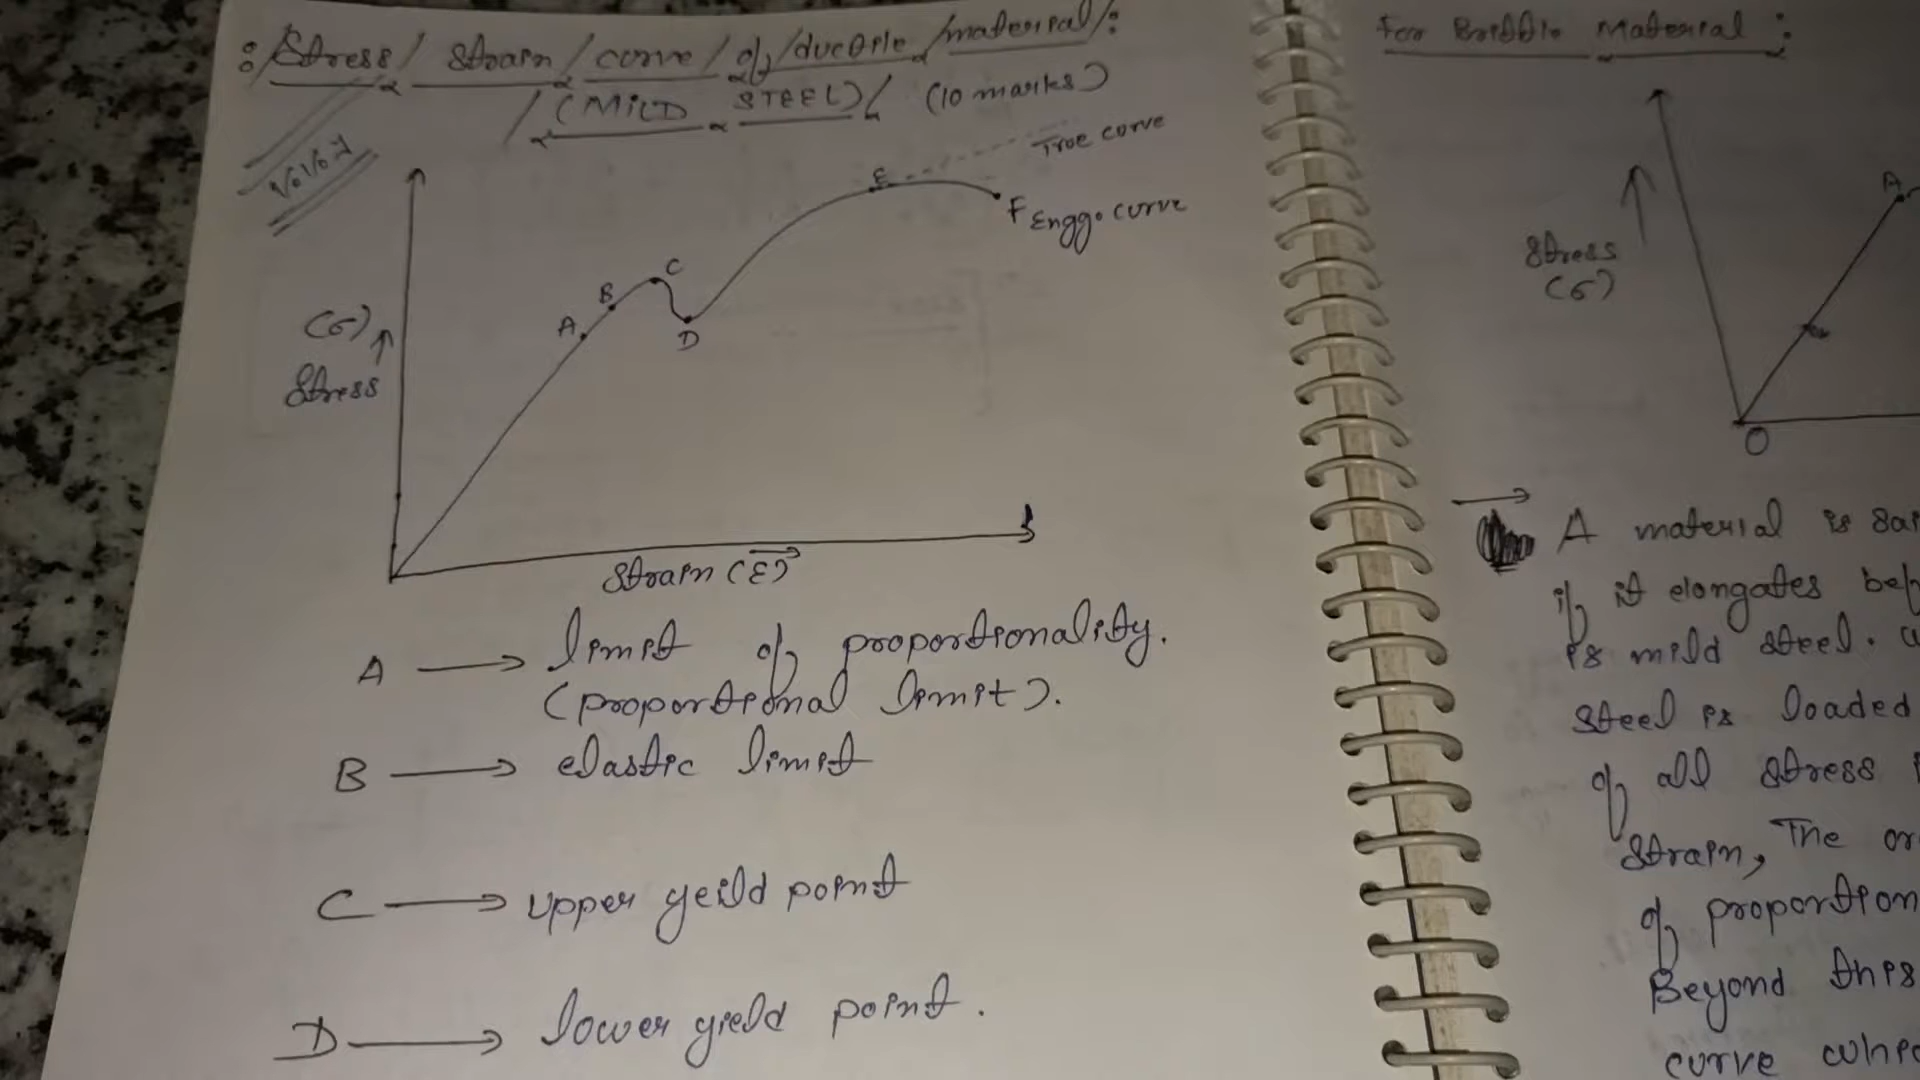 :Stress/ strain/curve/of/ductile/material/:
/(MILD STEEL)/ (10 marks)
V.V.I
True curve
E
F Engg. curve
C
B
A
D
(σ)
Stress
Strain (ε)
A → limit of proportionality.
(proportional limit).
B → elastic limit
C → upper yeild point
D → lower yield point.
For Brittle Material :
A
Stress
(σ)
O
→ A material is
if it elongates
is mild steel.
steel is loaded
of all stress
strain, The
of proportion
Beyond this
curve